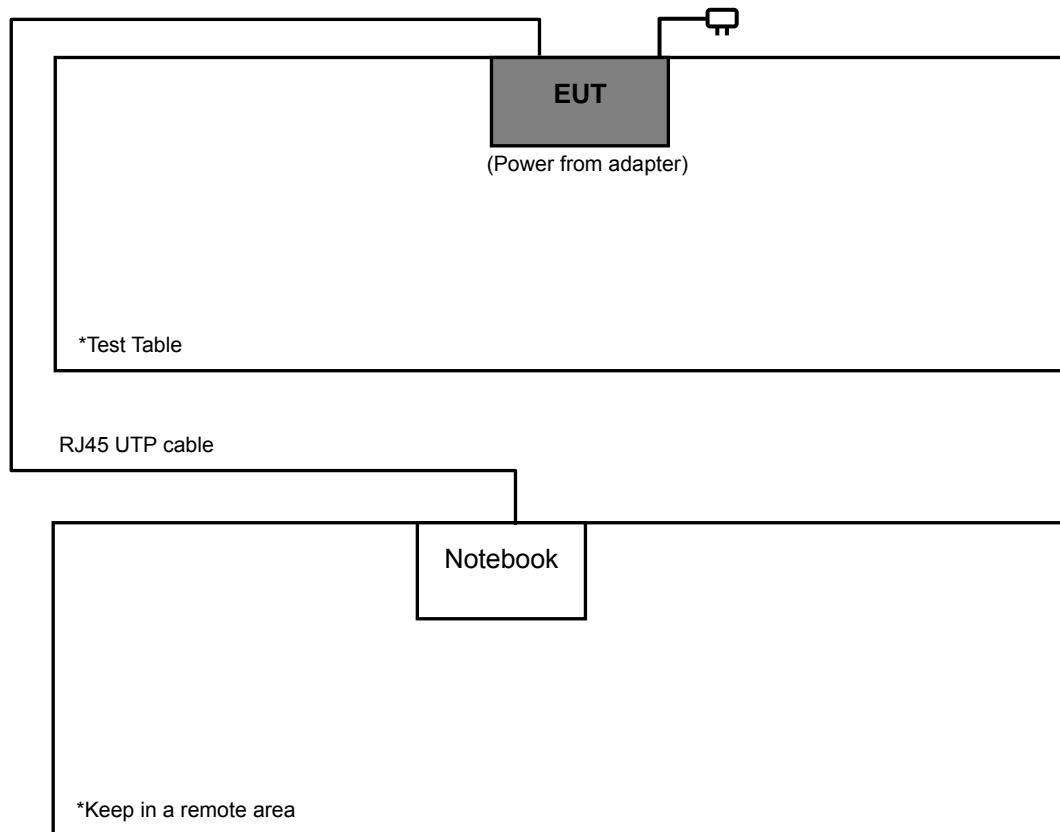 EUT
(Power from adapter)
*Test Table
RJ45 UTP cable
Notebook
*Keep in a remote area